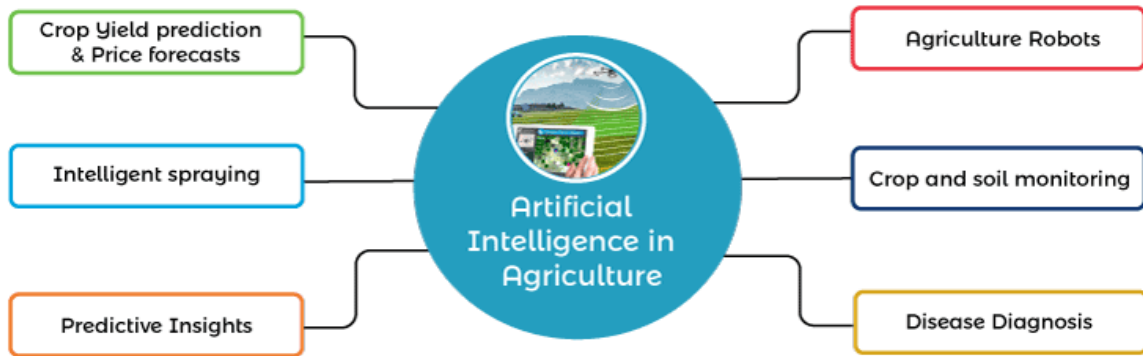 Crop Yield prediction
& Price forecasts
Intelligent spraying
Predictive Insights
Artificial
Intelligence in
Agriculture
Agriculture Robots
Crop and soil monitoring
Disease Diagnosis